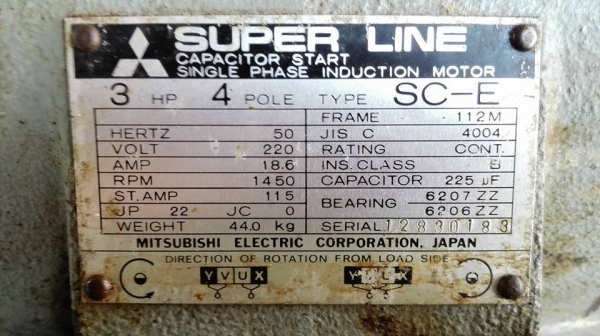 SUPER LINE
CAPACITOR START
SINGLE PHASE INDUCTION MOTOR
3 HP 4 POLE TYPE SC-E
FRAME 112M
HERTZ 50 JIS C 4004
VOLT 220 RATING CONT.
AMP 18.6 INS.CLASS B
RPM 1450 CAPACITOR 225 µF
ST.AMP 115 BEARING 6207ZZ
JP 22 JC 0 6206ZZ
WEIGHT 44.0 kg SERIAL 12830183
MITSUBISHI ELECTRIC CORPORATION, JAPAN
DIRECTION OF ROTATION FROM LOAD SIDE
Y V U X Y V U X